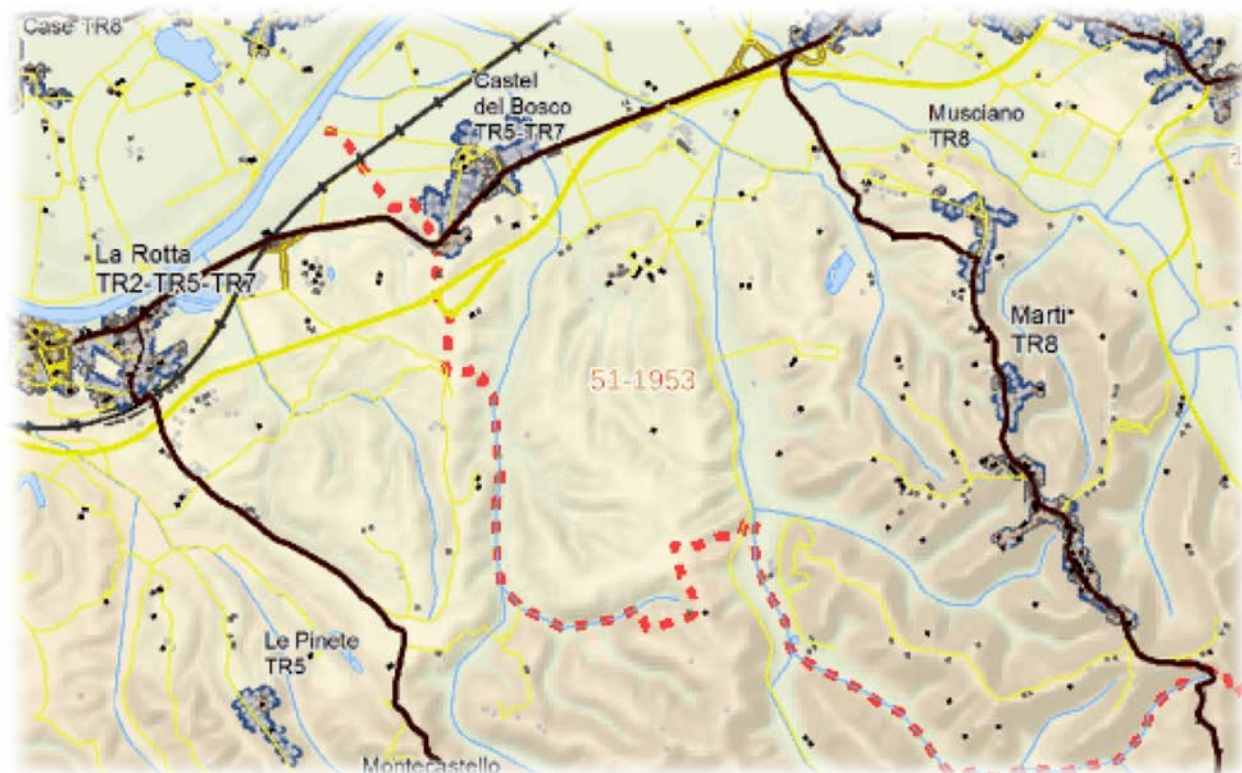 Case TR8
Castel
del Bosco
TR5-TR7
Musciano
TR8
La Rotta
TR2-TR5-TR7
Marti
TR8
51-1953
Le Pinete
TR5
Montecastello